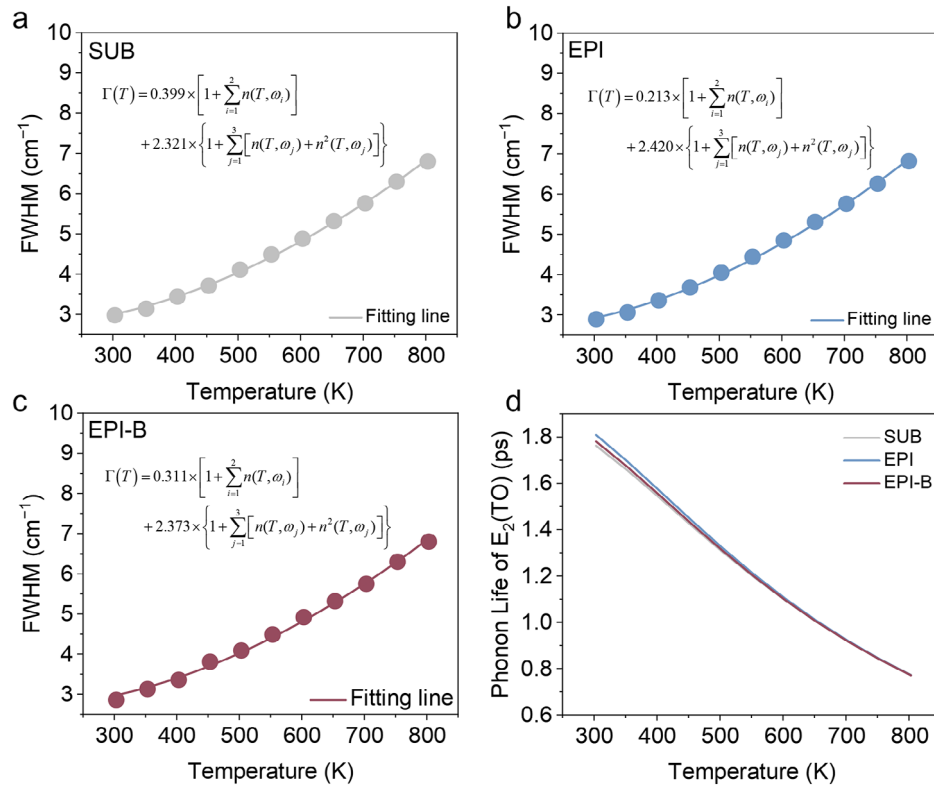 a
SUB
Γ(T) = 0.399×[1+∑_{i=1}^{2} n(T,ω_i)]
+2.321×{1+∑_{j=1}^{3}[n(T,ω_j)+n²(T,ω_j)]}
FWHM (cm⁻¹)
10
9
8
7
6
5
4
3
Fitting line
300 400 500 600 700 800
Temperature (K)
b
EPI
Γ(T) = 0.213×[1+∑_{i=1}^{2} n(T,ω_i)]
+2.420×{1+∑_{j=1}^{3}[n(T,ω_j)+n²(T,ω_j)]}
FWHM (cm⁻¹)
10
9
8
7
6
5
4
3
Fitting line
300 400 500 600 700 800
Temperature (K)
c
EPI-B
Γ(T) = 0.311×[1+∑_{i=1}^{2} n(T,ω_i)]
+2.373×{1+∑_{j=1}^{3}[n(T,ω_j)+n²(T,ω_j)]}
FWHM (cm⁻¹)
10
9
8
7
6
5
4
3
Fitting line
300 400 500 600 700 800
Temperature (K)
d
SUB
EPI
EPI-B
Phonon Life of E₂(TO) (ps)
1.8
1.6
1.4
1.2
1.0
0.8
0.6
300 400 500 600 700 800
Temperature (K)